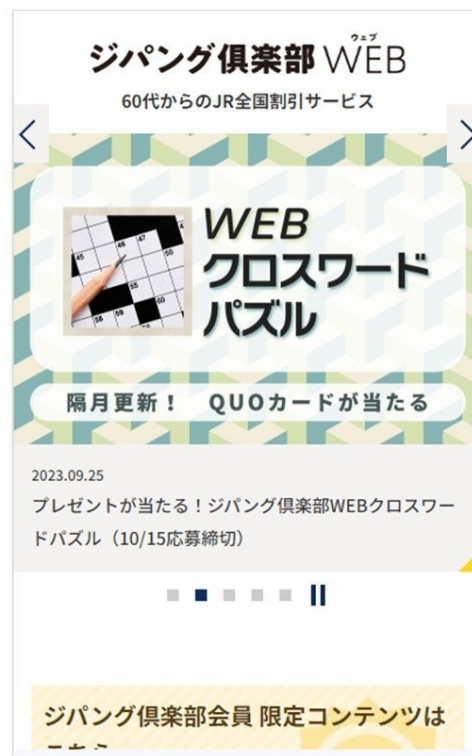 ウェブ
ジパング倶楽部 WEB
60代からのJR全国割引サービス
WEB
クロスワード
パズル
隔月更新! QUOカードが当たる
2023.09.25
プレゼントが当たる!ジパング倶楽部WEBクロスワー
ドパズル(10/15応募締切)
ジパング倶楽部会員 限定コンテンツは